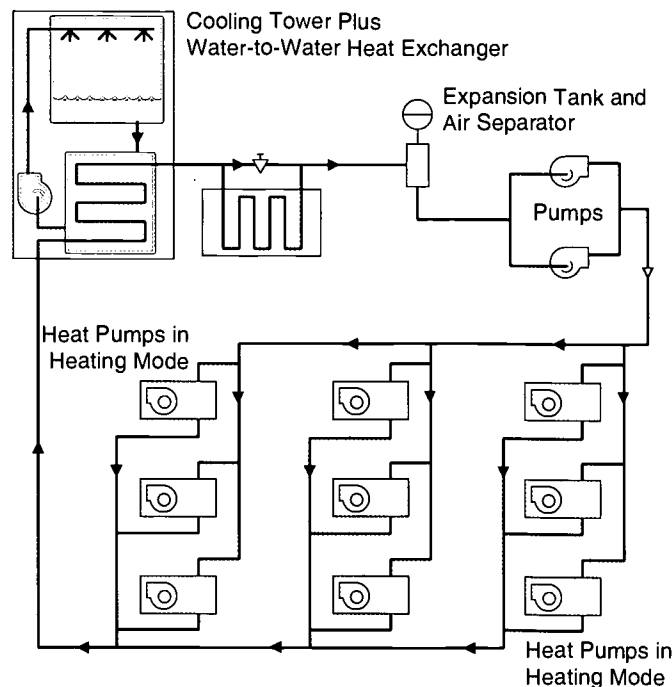 Cooling Tower Plus
Water-to-Water Heat Exchanger
Expansion Tank and
Air Separator
Pumps
Heat Pumps in
Heating Mode
Heat Pumps in
Heating Mode